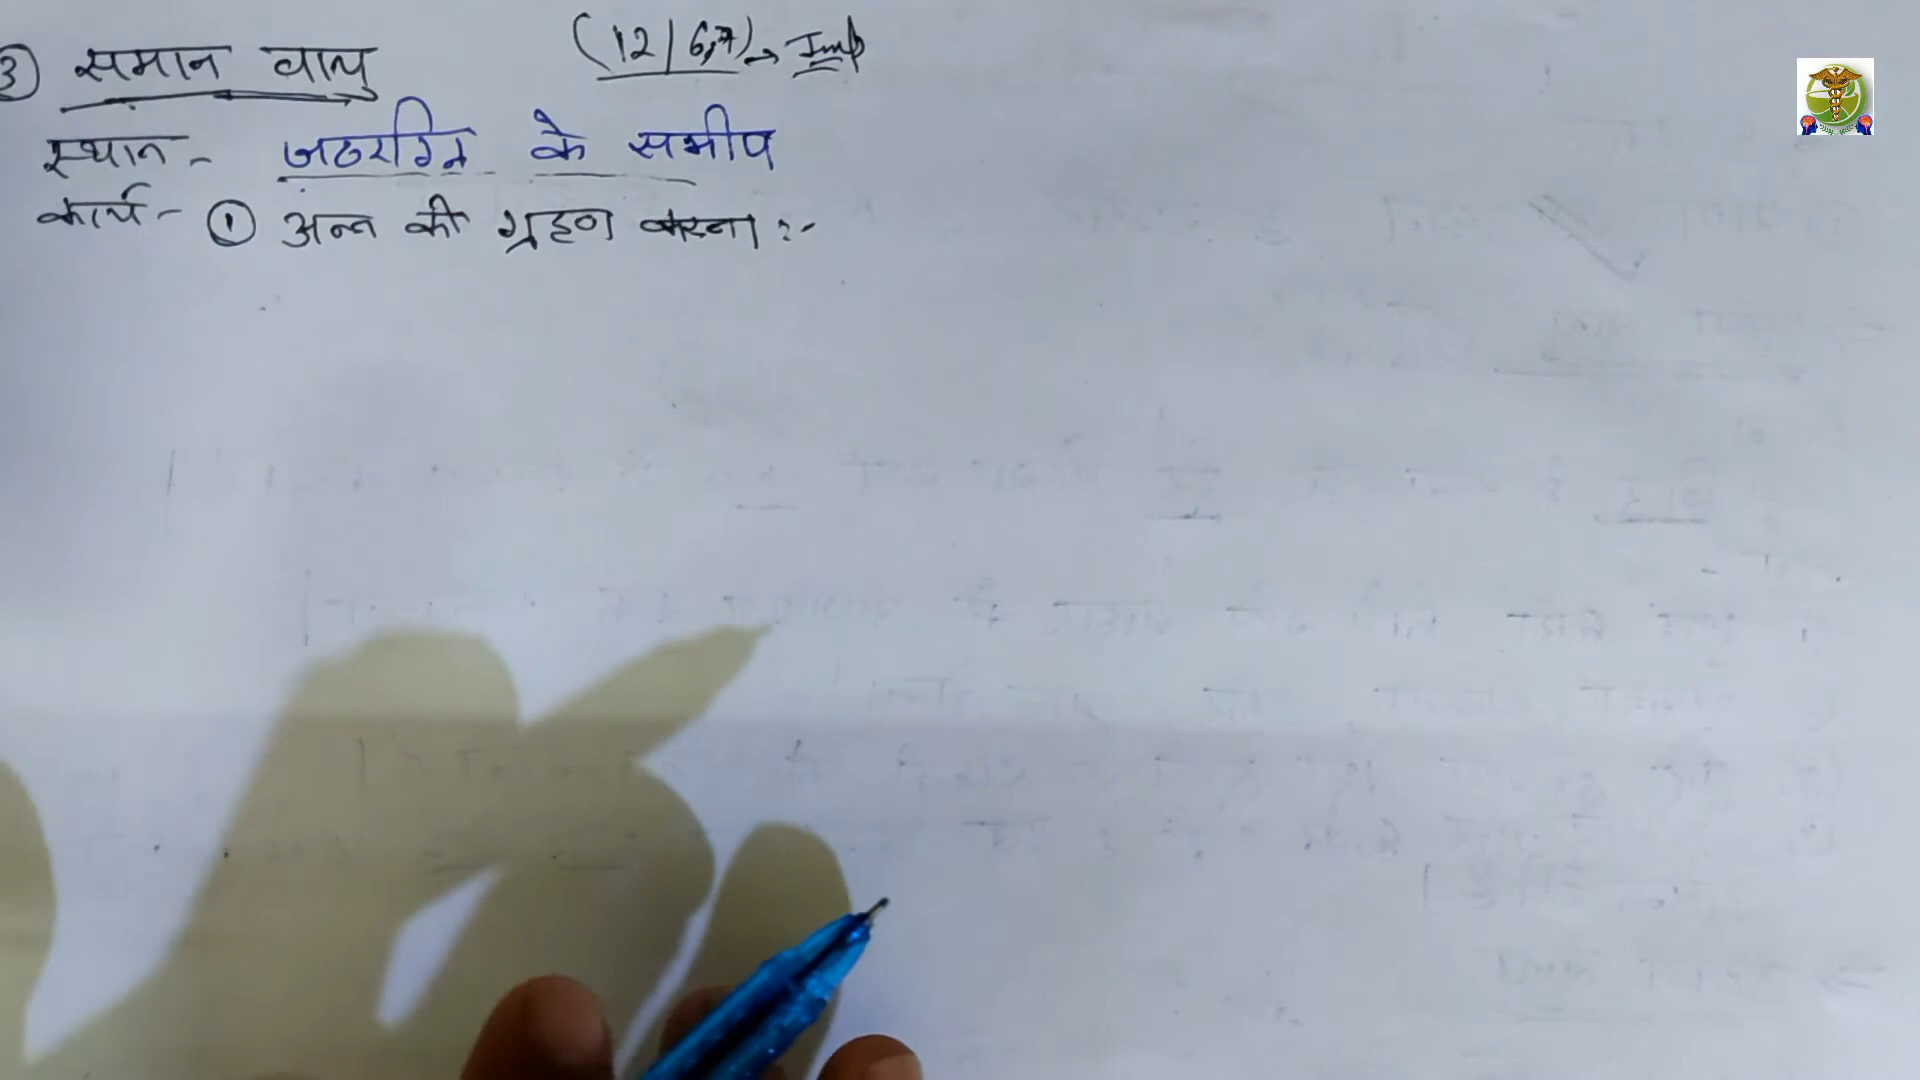 ③ समान वायु (12/6,7) → Imp
स्थान - जठराग्नि के समीप
कार्य - ① अन्न को ग्रहण करना :-